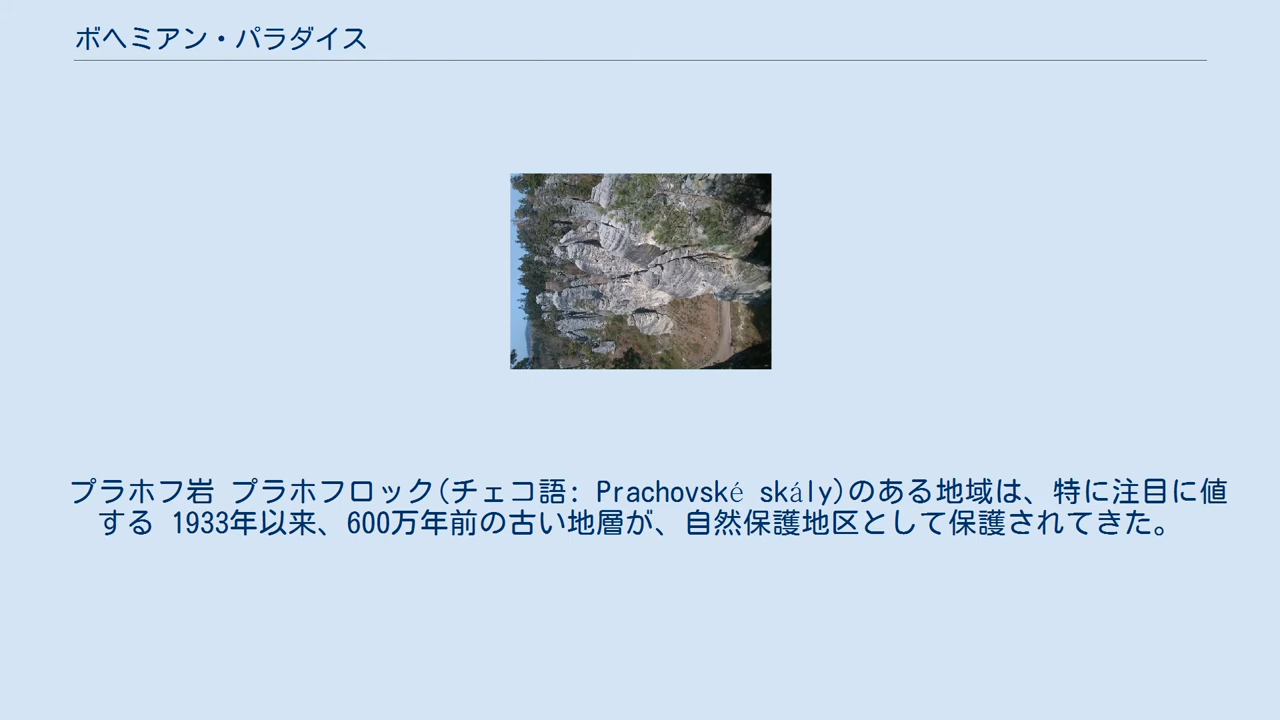 ボヘミアン・パラダイス
プラホフ岩 プラホフロック(チェコ語: Prachovské skály)のある地域は、特に注目に値
する 1933年以来、600万年前の古い地層が、自然保護地区として保護されてきた。